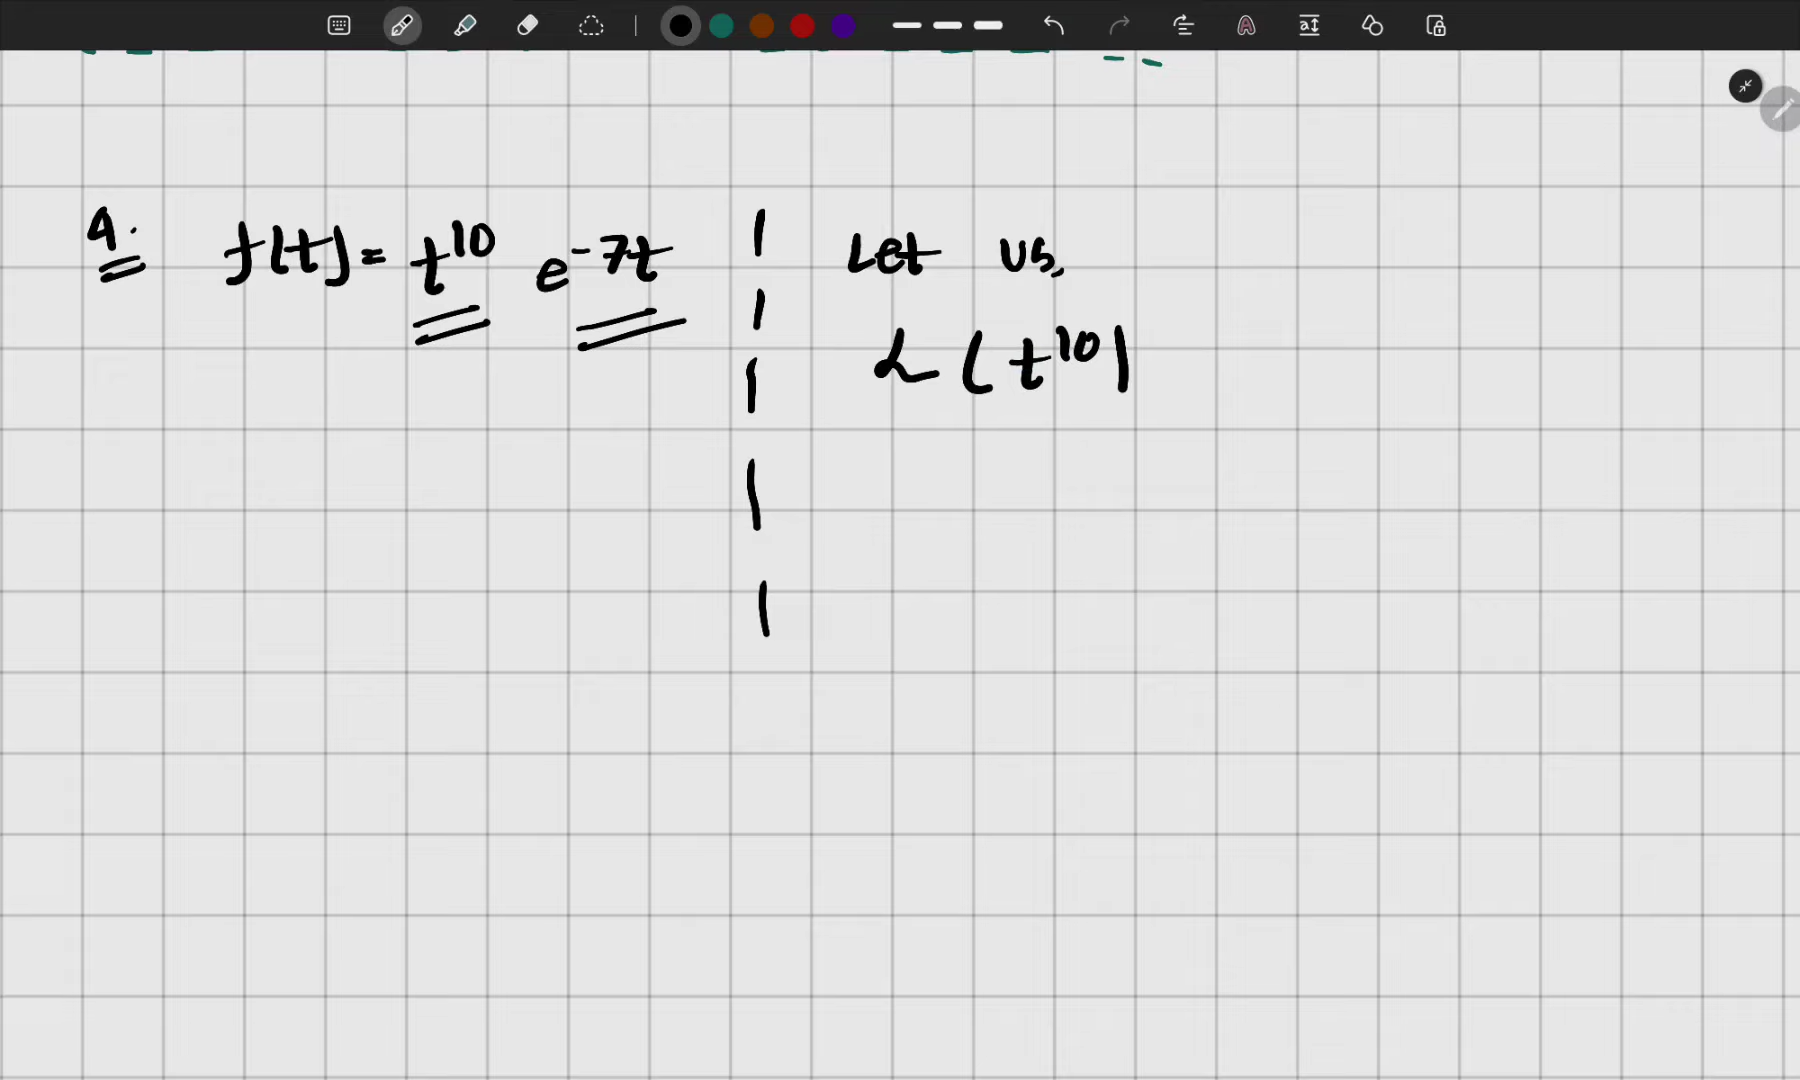 4. f(t) = t^10 e^-7t
Let us,
L(t^10)